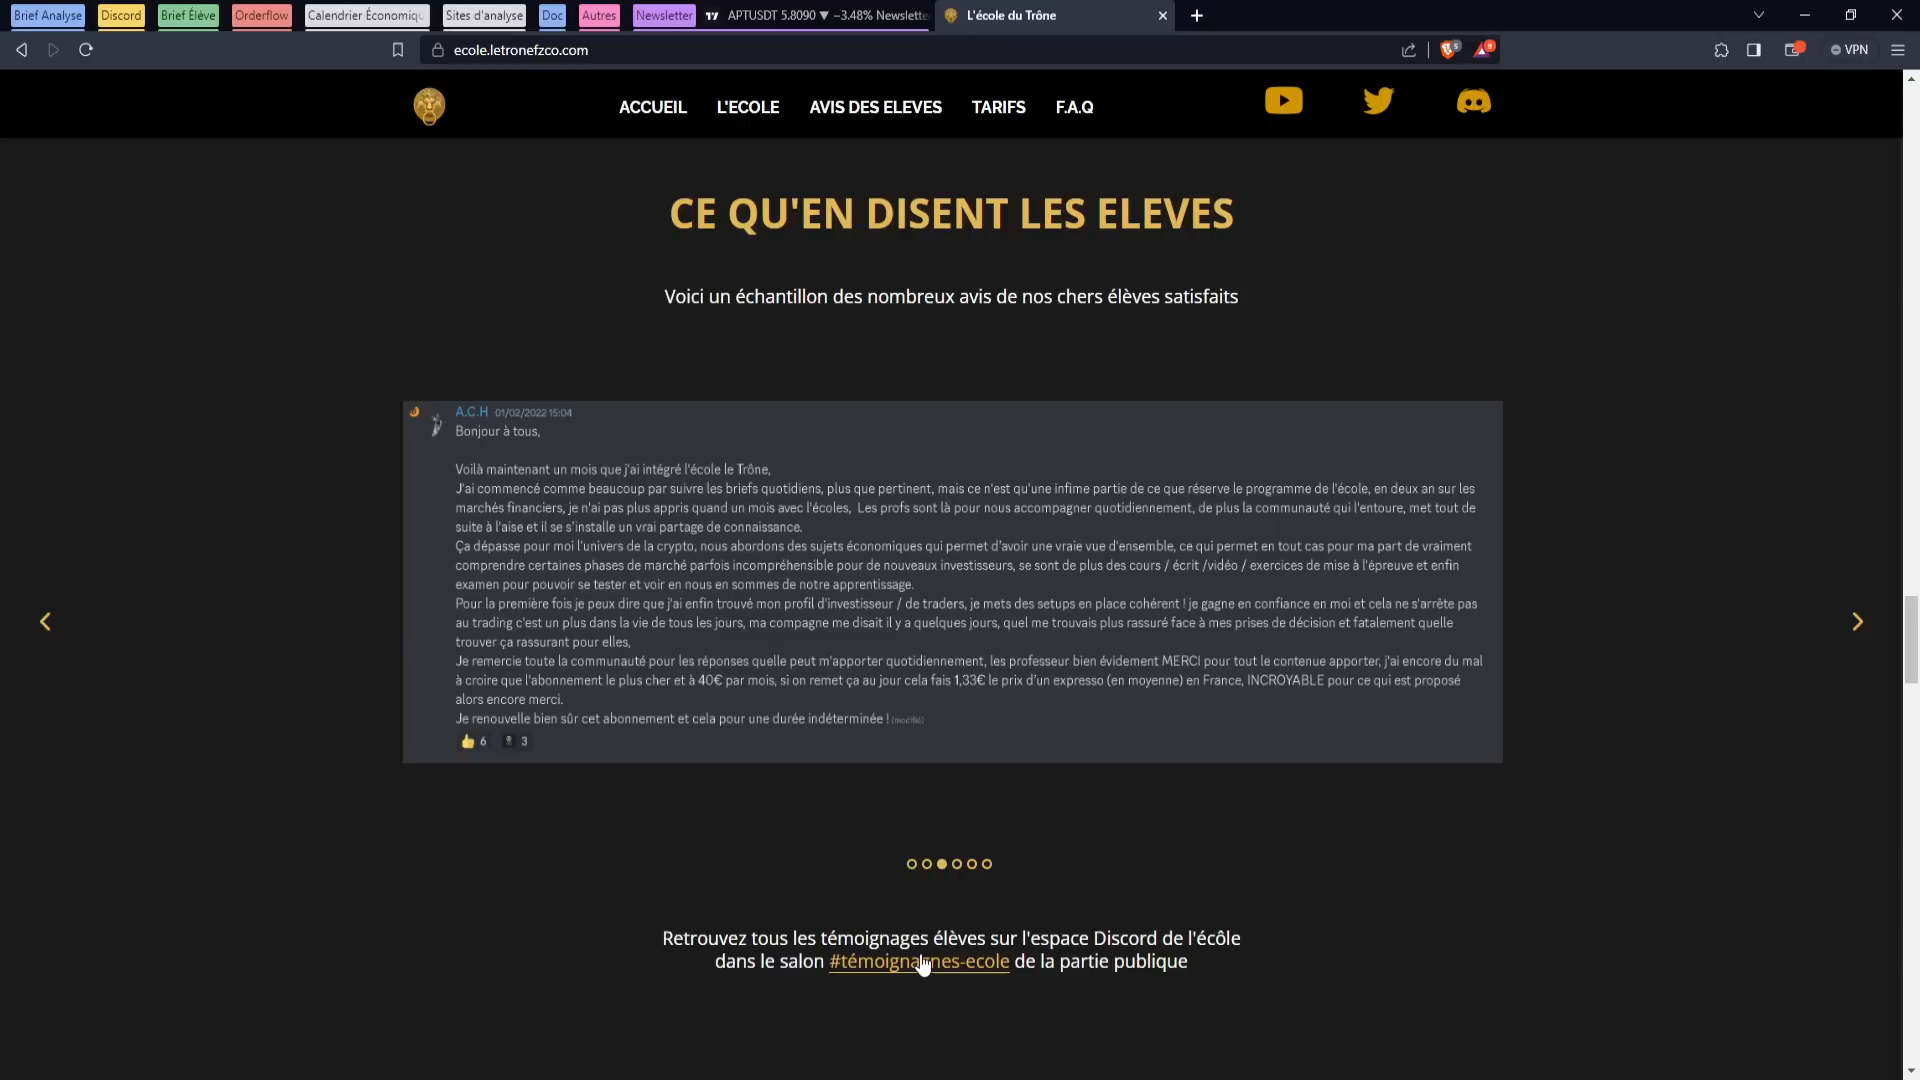 Brief Analyse Discord Brief Élève Orderflow Calendrier Économiqu Sites d'analyse Doc Autres Newsletter APTUSDT 5.8090 ▼ −3.48% Newslette L'école du Trône
ecole.letronefzco.com VPN
ACCUEIL L'ECOLE AVIS DES ELEVES TARIFS F.A.Q
CE QU'EN DISENT LES ELEVES
Voici un échantillon des nombreux avis de nos chers élèves satisfaits
A.C.H 01/02/2022 15:04
Bonjour à tous,
Voilà maintenant un mois que j'ai intégré l'école le Trône,
J'ai commencé comme beaucoup par suivre les briefs quotidiens, plus que pertinent, mais ce n'est qu'une infime partie de ce que réserve le programme de l'école, en deux an sur les
marchés financiers, je n'ai pas plus appris quand un mois avec l'écoles, Les profs sont là pour nous accompagner quotidiennement, de plus la communauté qui l'entoure, met tout de
suite à l'aise et il se s'installe un vrai partage de connaissance.
Ça dépasse pour moi l'univers de la crypto, nous abordons des sujets économiques qui permet d'avoir une vraie vue d'ensemble, ce qui permet en tout cas pour ma part de vraiment
comprendre certaines phases de marché parfois incompréhensible pour de nouveaux investisseurs, se sont de plus des cours / écrit /vidéo / exercices de mise à l'épreuve et enfin
examen pour pouvoir se tester et voir en nous en sommes de notre apprentissage.
Pour la première fois je peux dire que j'ai enfin trouvé mon profil d'investisseur / de traders, je mets des setups en place cohérent ! je gagne en confiance en moi et cela ne s'arrête pas
au trading c'est un plus dans la vie de tous les jours, ma compagne me disait il y a quelques jours, quel me trouvais plus rassuré face à mes prises de décision et fatalement quelle
trouver ça rassurant pour elles,
Je remercie toute la communauté pour les réponses quelle peut m'apporter quotidiennement, les professeur bien évidement MERCI pour tout le contenue apporter, j'ai encore du mal
à croire que l'abonnement le plus cher et à 40€ par mois, si on remet ça au jour cela fais 1,33€ le prix d'un expresso (en moyenne) en France, INCROYABLE pour ce qui est proposé
alors encore merci.
Je renouvelle bien sûr cet abonnement et cela pour une durée indéterminée ! (modifié)
6 3
Retrouvez tous les témoignages élèves sur l'espace Discord de l'écôle
dans le salon #témoignagnes-ecole de la partie publique